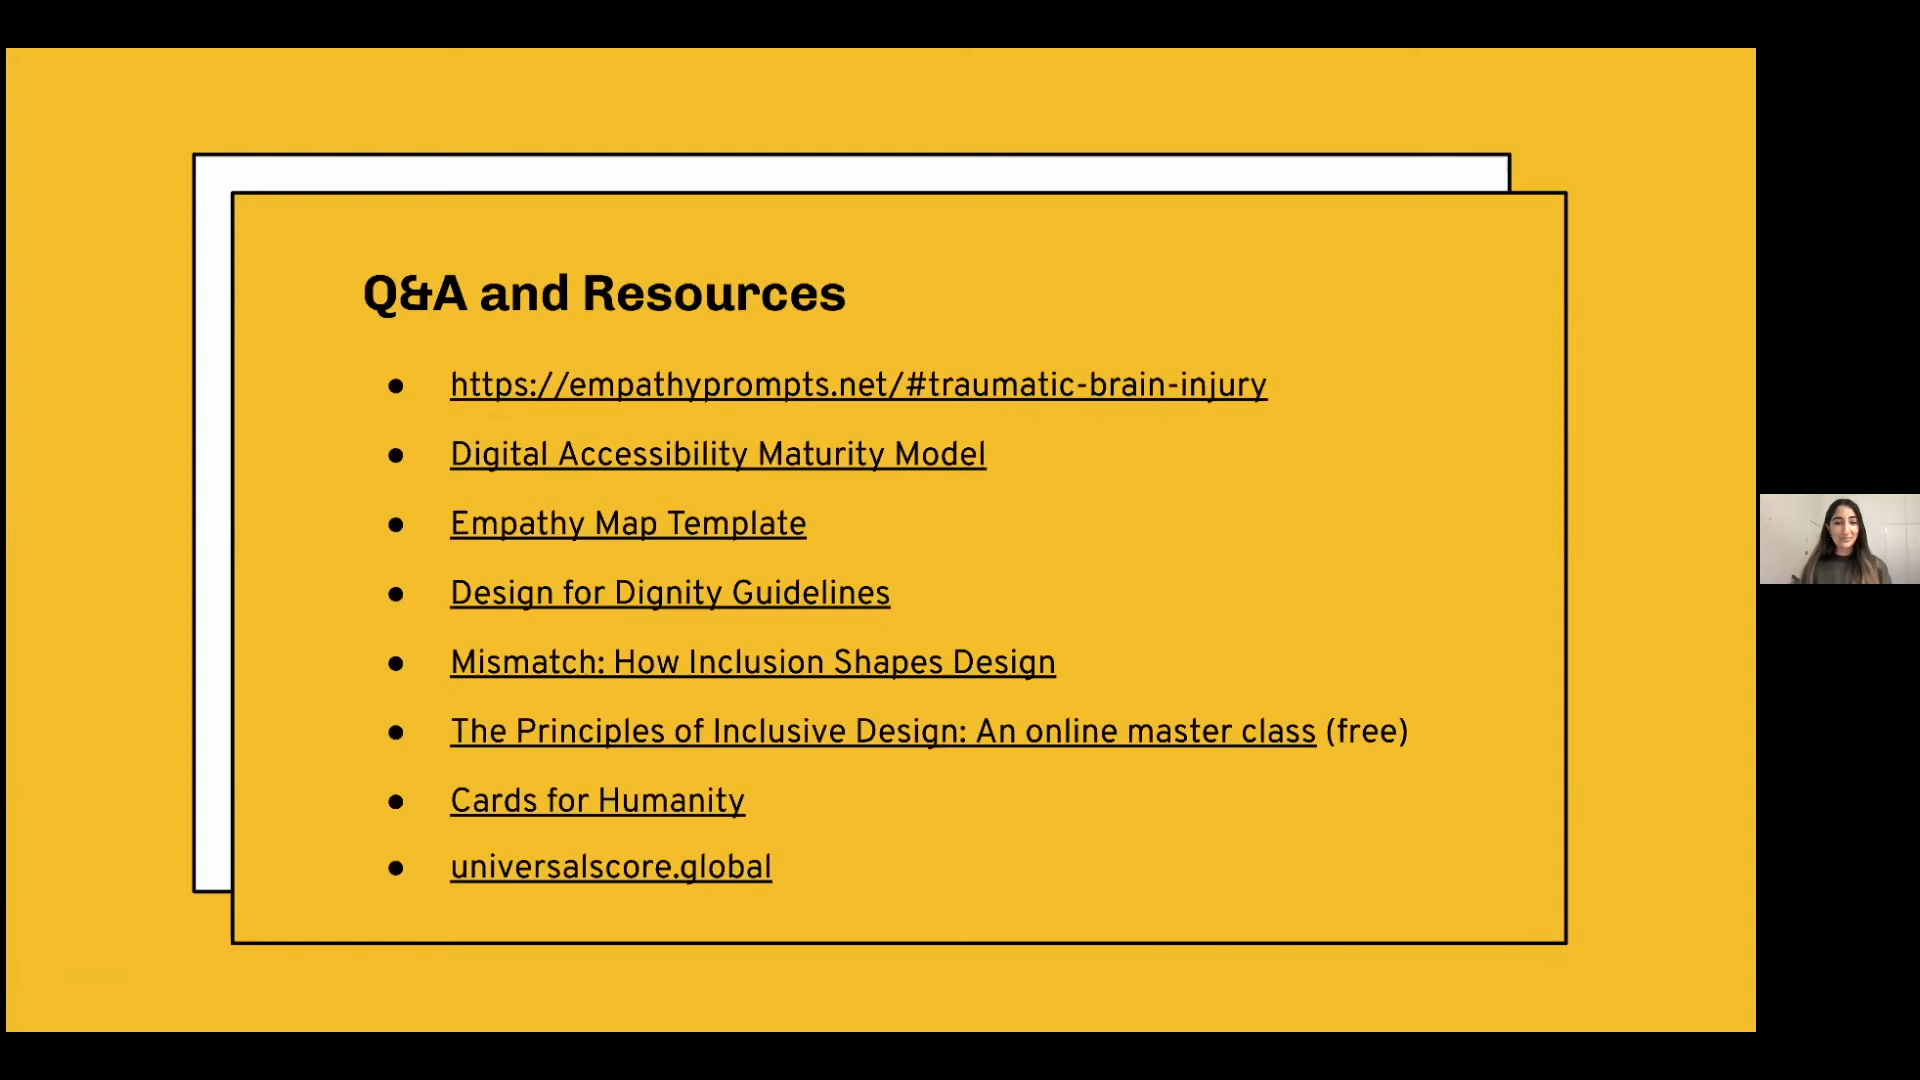 Q&A and Resources
● https://empathyprompts.net/#traumatic-brain-injury
● Digital Accessibility Maturity Model
● Empathy Map Template
● Design for Dignity Guidelines
● Mismatch: How Inclusion Shapes Design
● The Principles of Inclusive Design: An online master class (free)
● Cards for Humanity
● universalscore.global